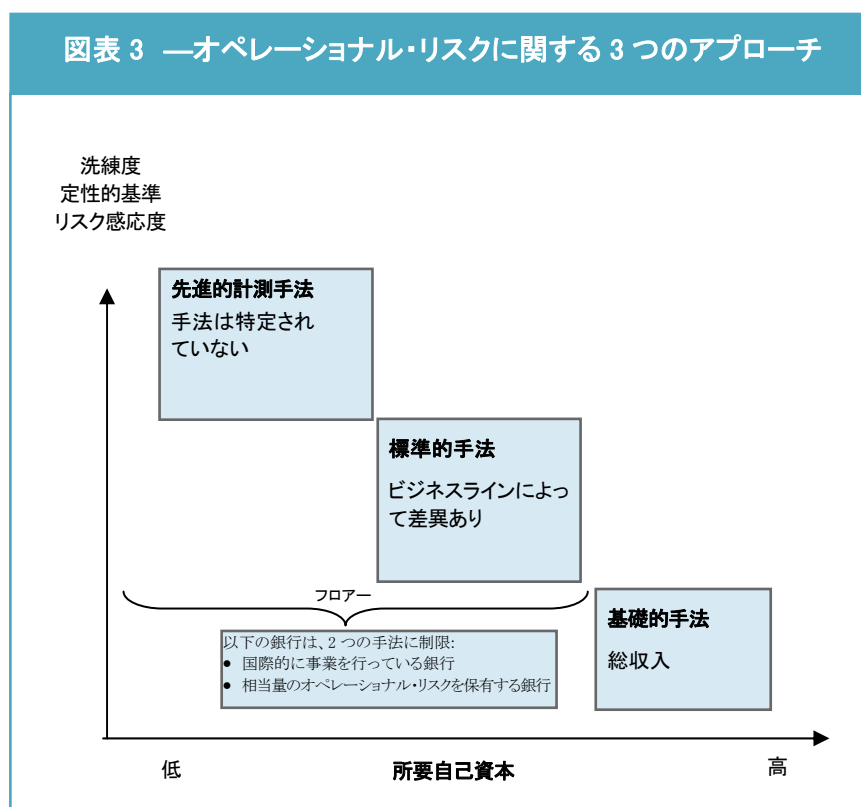 図表 3 ―オペレーショナル・リスクに関する 3 つのアプローチ
洗練度
定性的基準
リスク感応度
先進的計測手法
手法は特定され
ていない
標準的手法
ビジネスラインによっ
て差異あり
フロアー
以下の銀行は、2 つの手法に制限:
● 国際的に事業を行っている銀行
● 相当量のオペレーショナル・リスクを保有する銀行
基礎的手法
総収入
低
所要自己資本
高